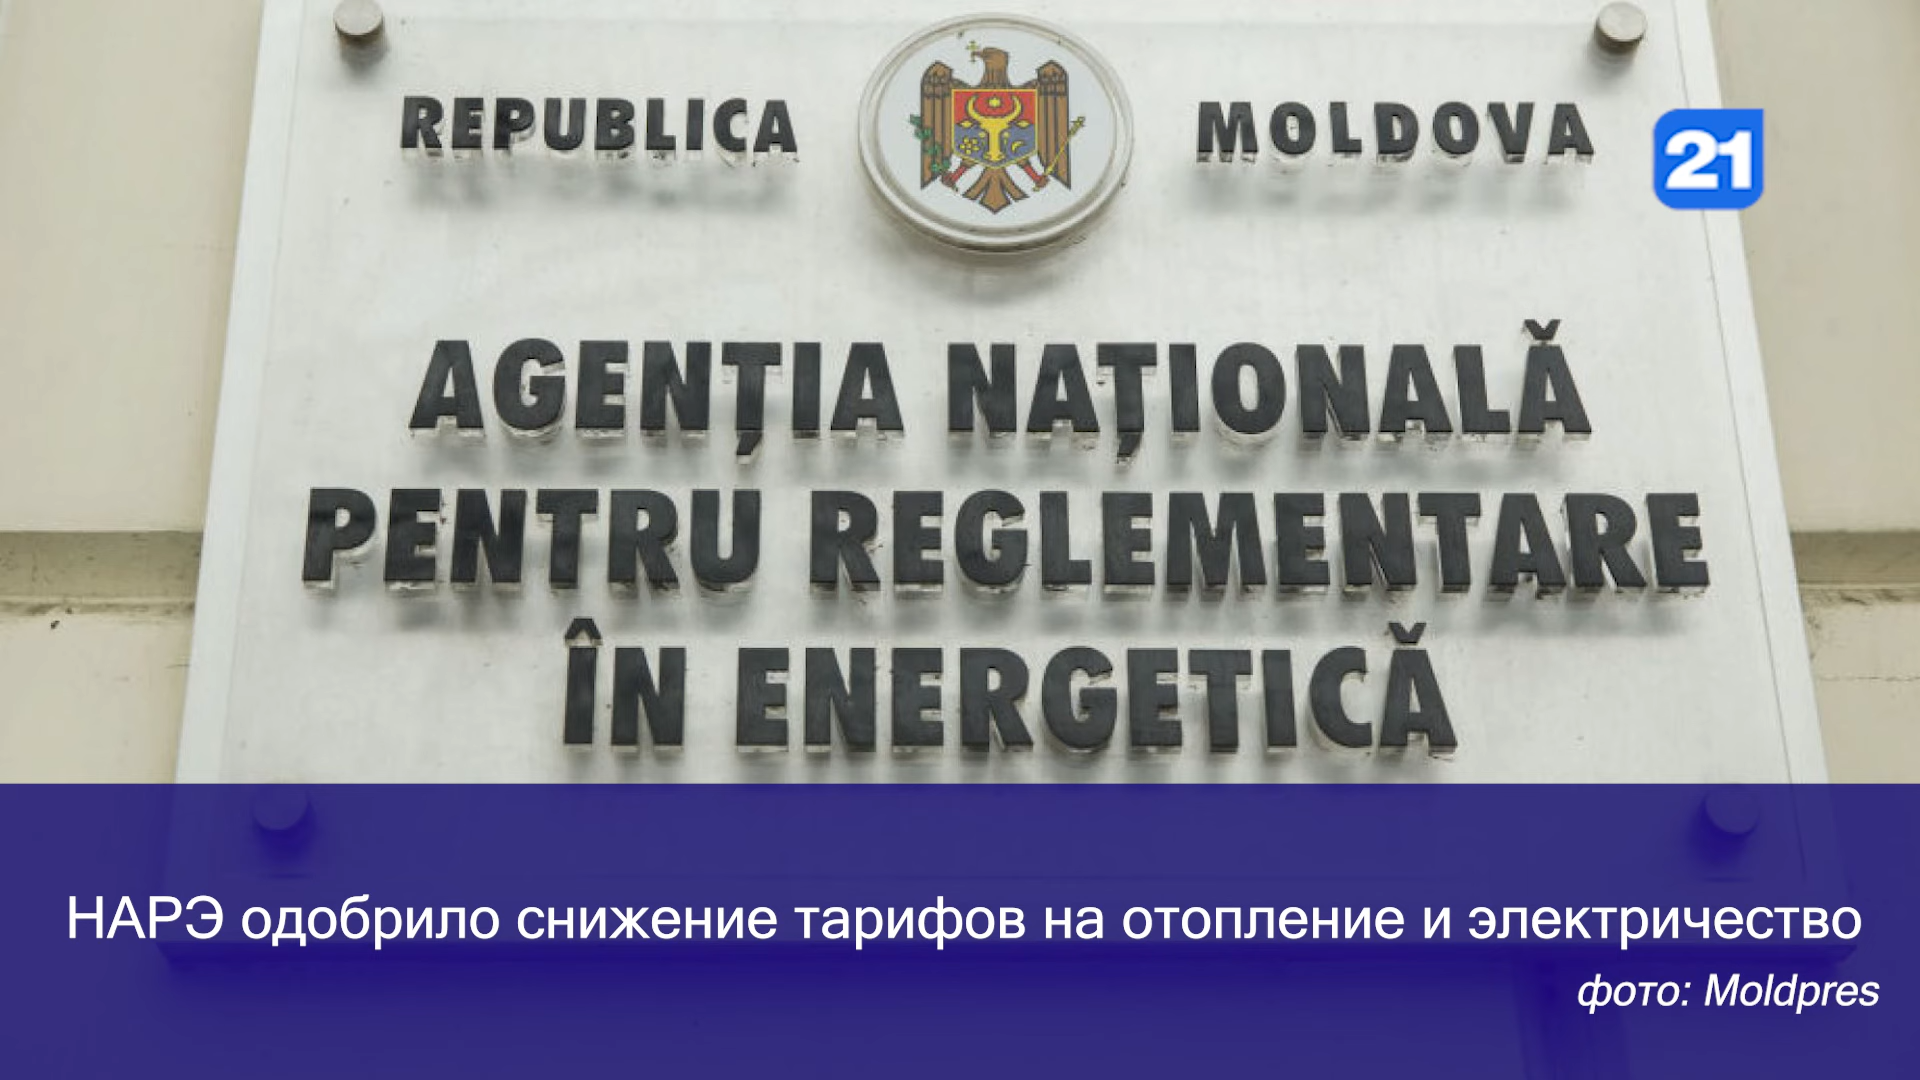 REPUBLICA MOLDOVA
21
AGENȚIA NAȚIONALĂ
PENTRU REGLEMENTARE
ÎN ENERGETICĂ
НАРЭ одобрило снижение тарифов на отопление и электричество
фото: Moldpres